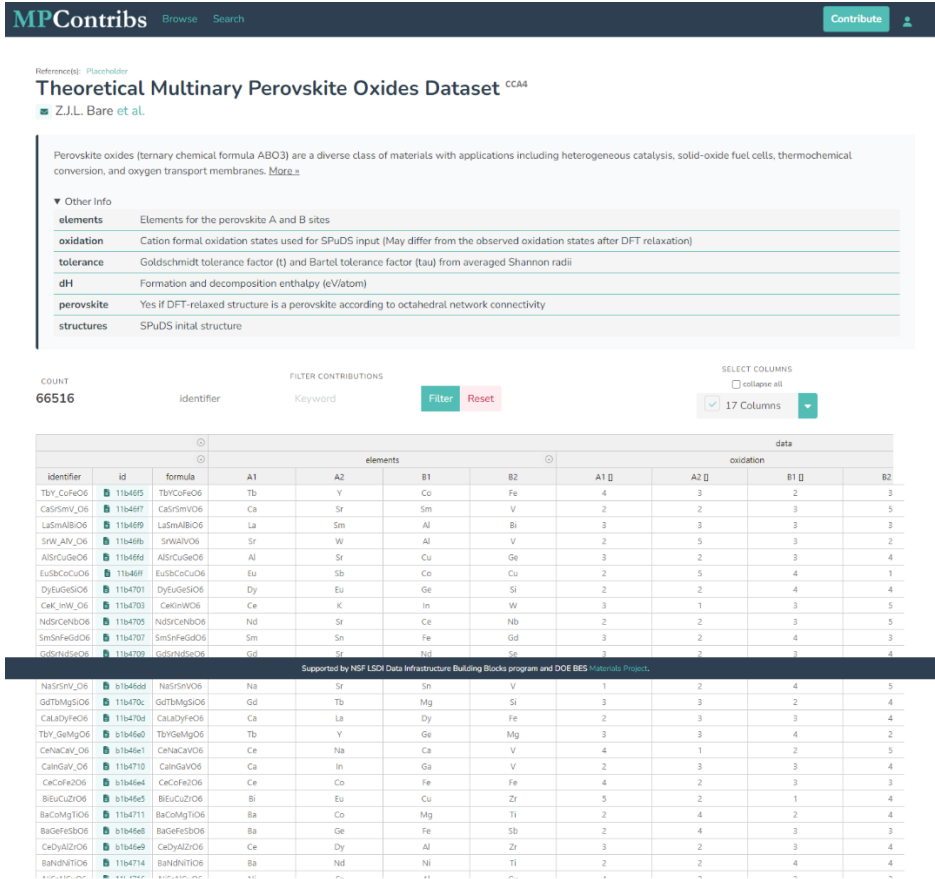 MPContribs Browse Search Contribute
Reference(s): Placeholder
Theoretical Multinary Perovskite Oxides Dataset CCA4
Z.J.L. Bare et al.
Perovskite oxides (ternary chemical formula ABO3) are a diverse class of materials with applications including heterogeneous catalysis, solid-oxide fuel cells, thermochemical
conversion, and oxygen transport membranes. More »
▼ Other Info
elements Elements for the perovskite A and B sites
oxidation Cation formal oxidation states used for SPuDS input (May differ from the observed oxidation states after DFT relaxation)
tolerance Goldschmidt tolerance factor (t) and Bartel tolerance factor (tau) from averaged Shannon radii
dH Formation and decomposition enthalpy (eV/atom)
perovskite Yes if DFT-relaxed structure is a perovskite according to octahedral network connectivity
structures SPuDS inital structure
COUNT FILTER CONTRIBUTIONS SELECT COLUMNS
collapse all
66516 identifier Keyword Filter Reset 17 Columns
data
elements oxidation
identifier id formula A1 A2 B1 B2 A1 [] A2 [] B1 [] B2
TbY_CoFeO6 11b46f5 TbYCoFeO6 Tb Y Co Fe 4 3 2 3
CaSrSmV_O6 11b46f7 CaSrSmVO6 Ca Sr Sm V 2 2 3 5
LaSmAlBiO6 11b46f9 LaSmAlBiO6 La Sm Al Bi 3 3 3 3
SrW_AlV_O6 11b46fb SrWAlVO6 Sr W Al V 2 5 3 2
AlSrCuGeO6 11b46fd AlSrCuGeO6 Al Sr Cu Ge 3 2 3 4
EuSbCoCuO6 11b46ff EuSbCoCuO6 Eu Sb Co Cu 2 5 4 1
DyEuGeSiO6 11b4701 DyEuGeSiO6 Dy Eu Ge Si 2 2 4 4
CeK_InW_O6 11b4703 CeKInWO6 Ce K In W 3 1 3 5
NdSrCeNbO6 11b4705 NdSrCeNbO6 Nd Sr Ce Nb 2 2 3 5
SmSnFeGdO6 11b4707 SmSnFeGdO6 Sm Sn Fe Gd 3 2 4 3
GdSrNdSeO6 11b4709 GdSrNdSeO6 Gd Sr Nd Se 3 2 3 4
Supported by NSF LSDI Data Infrastructure Building Blocks program and DOE BES Materials Project.
NaSrSnV_O6 b1b46dd NaSrSnVO6 Na Sr Sn V 1 2 4 5
GdTbMgSiO6 11b470c GdTbMgSiO6 Gd Tb Mg Si 3 3 2 4
CaLaDyFeO6 11b470d CaLaDyFeO6 Ca La Dy Fe 2 3 3 4
TbY_GeMgO6 b1b46e0 TbYGeMgO6 Tb Y Ge Mg 3 3 4 2
CeNaCaV_O6 b1b46e1 CeNaCaVO6 Ce Na Ca V 4 1 2 5
CaInGaV_O6 11b4710 CaInGaVO6 Ca In Ga V 2 3 3 4
CeCoFe2O6 b1b46e4 CeCoFe2O6 Ce Co Fe Fe 4 2 3 3
BiEuCuZrO6 b1b46e5 BiEuCuZrO6 Bi Eu Cu Zr 5 2 1 4
BaCoMgTiO6 11b4711 BaCoMgTiO6 Ba Co Mg Ti 2 4 2 4
BaGeFeSbO6 b1b46e8 BaGeFeSbO6 Ba Ge Fe Sb 2 4 3 3
CeDyAlZrO6 b1b46e9 CeDyAlZrO6 Ce Dy Al Zr 3 2 3 4
BaNdNiTiO6 11b4714 BaNdNiTiO6 Ba Nd Ni Ti 2 2 4 4